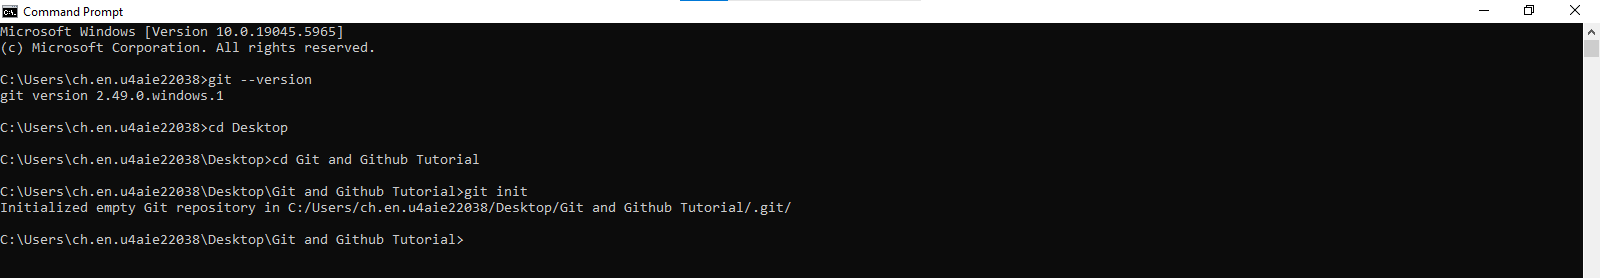 Command Prompt
Microsoft Windows [Version 10.0.19045.5965]
(c) Microsoft Corporation. All rights reserved.
C:\Users\ch.en.u4aie22038>git --version
git version 2.49.0.windows.1
C:\Users\ch.en.u4aie22038>cd Desktop
C:\Users\ch.en.u4aie22038\Desktop>cd Git and Github Tutorial
C:\Users\ch.en.u4aie22038\Desktop\Git and Github Tutorial>git init
Initialized empty Git repository in C:/Users/ch.en.u4aie22038/Desktop/Git and Github Tutorial/.git/
C:\Users\ch.en.u4aie22038\Desktop\Git and Github Tutorial>